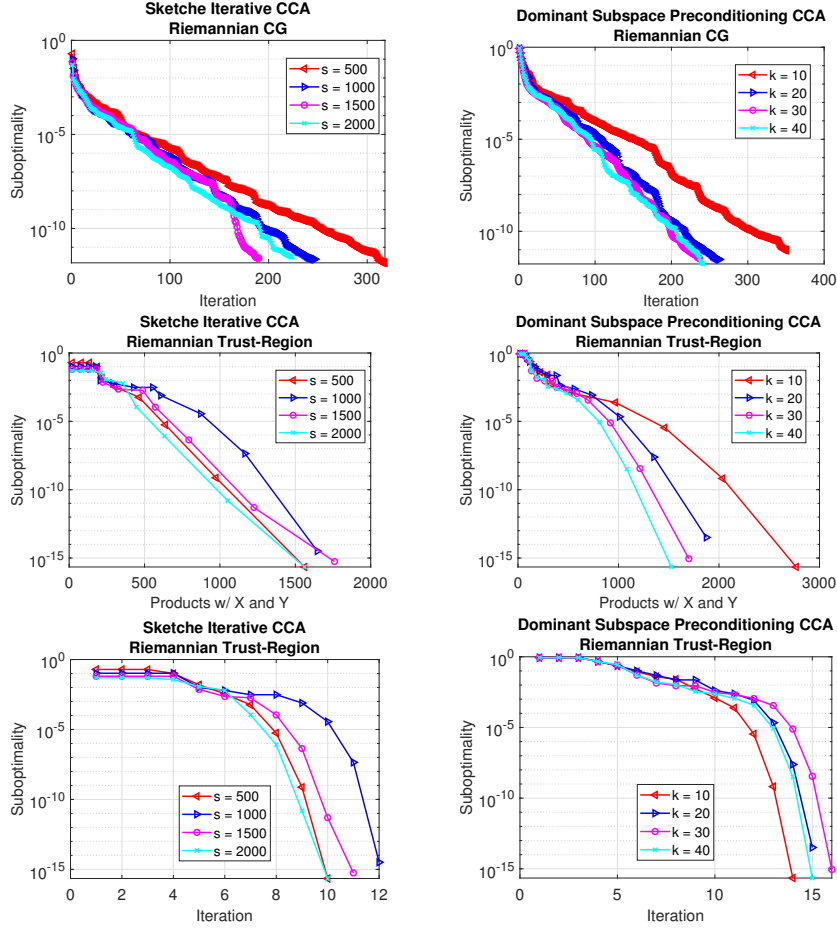 Sketche Iterative CCA
Riemannian CG
10^0
10^-5
10^-10
Suboptimality
0
100
200
300
Iteration
s = 500
s = 1000
s = 1500
s = 2000
Dominant Subspace Preconditioning CCA
Riemannian CG
10^0
10^-5
10^-10
Suboptimality
0
100
200
300
400
Iteration
k = 10
k = 20
k = 30
k = 40
Sketche Iterative CCA
Riemannian Trust-Region
10^0
10^-5
10^-10
10^-15
Suboptimality
0
500
1000
1500
2000
Products w/ X and Y
s = 500
s = 1000
s = 1500
s = 2000
Dominant Subspace Preconditioning CCA
Riemannian Trust-Region
10^0
10^-5
10^-10
10^-15
Suboptimality
0
1000
2000
3000
Products w/ X and Y
k = 10
k = 20
k = 30
k = 40
Sketche Iterative CCA
Riemannian Trust-Region
10^0
10^-5
10^-10
10^-15
Suboptimality
0
2
4
6
8
10
12
Iteration
s = 500
s = 1000
s = 1500
s = 2000
Dominant Subspace Preconditioning CCA
Riemannian Trust-Region
10^0
10^-5
10^-10
10^-15
Suboptimality
0
5
10
15
Iteration
k = 10
k = 20
k = 30
k = 40